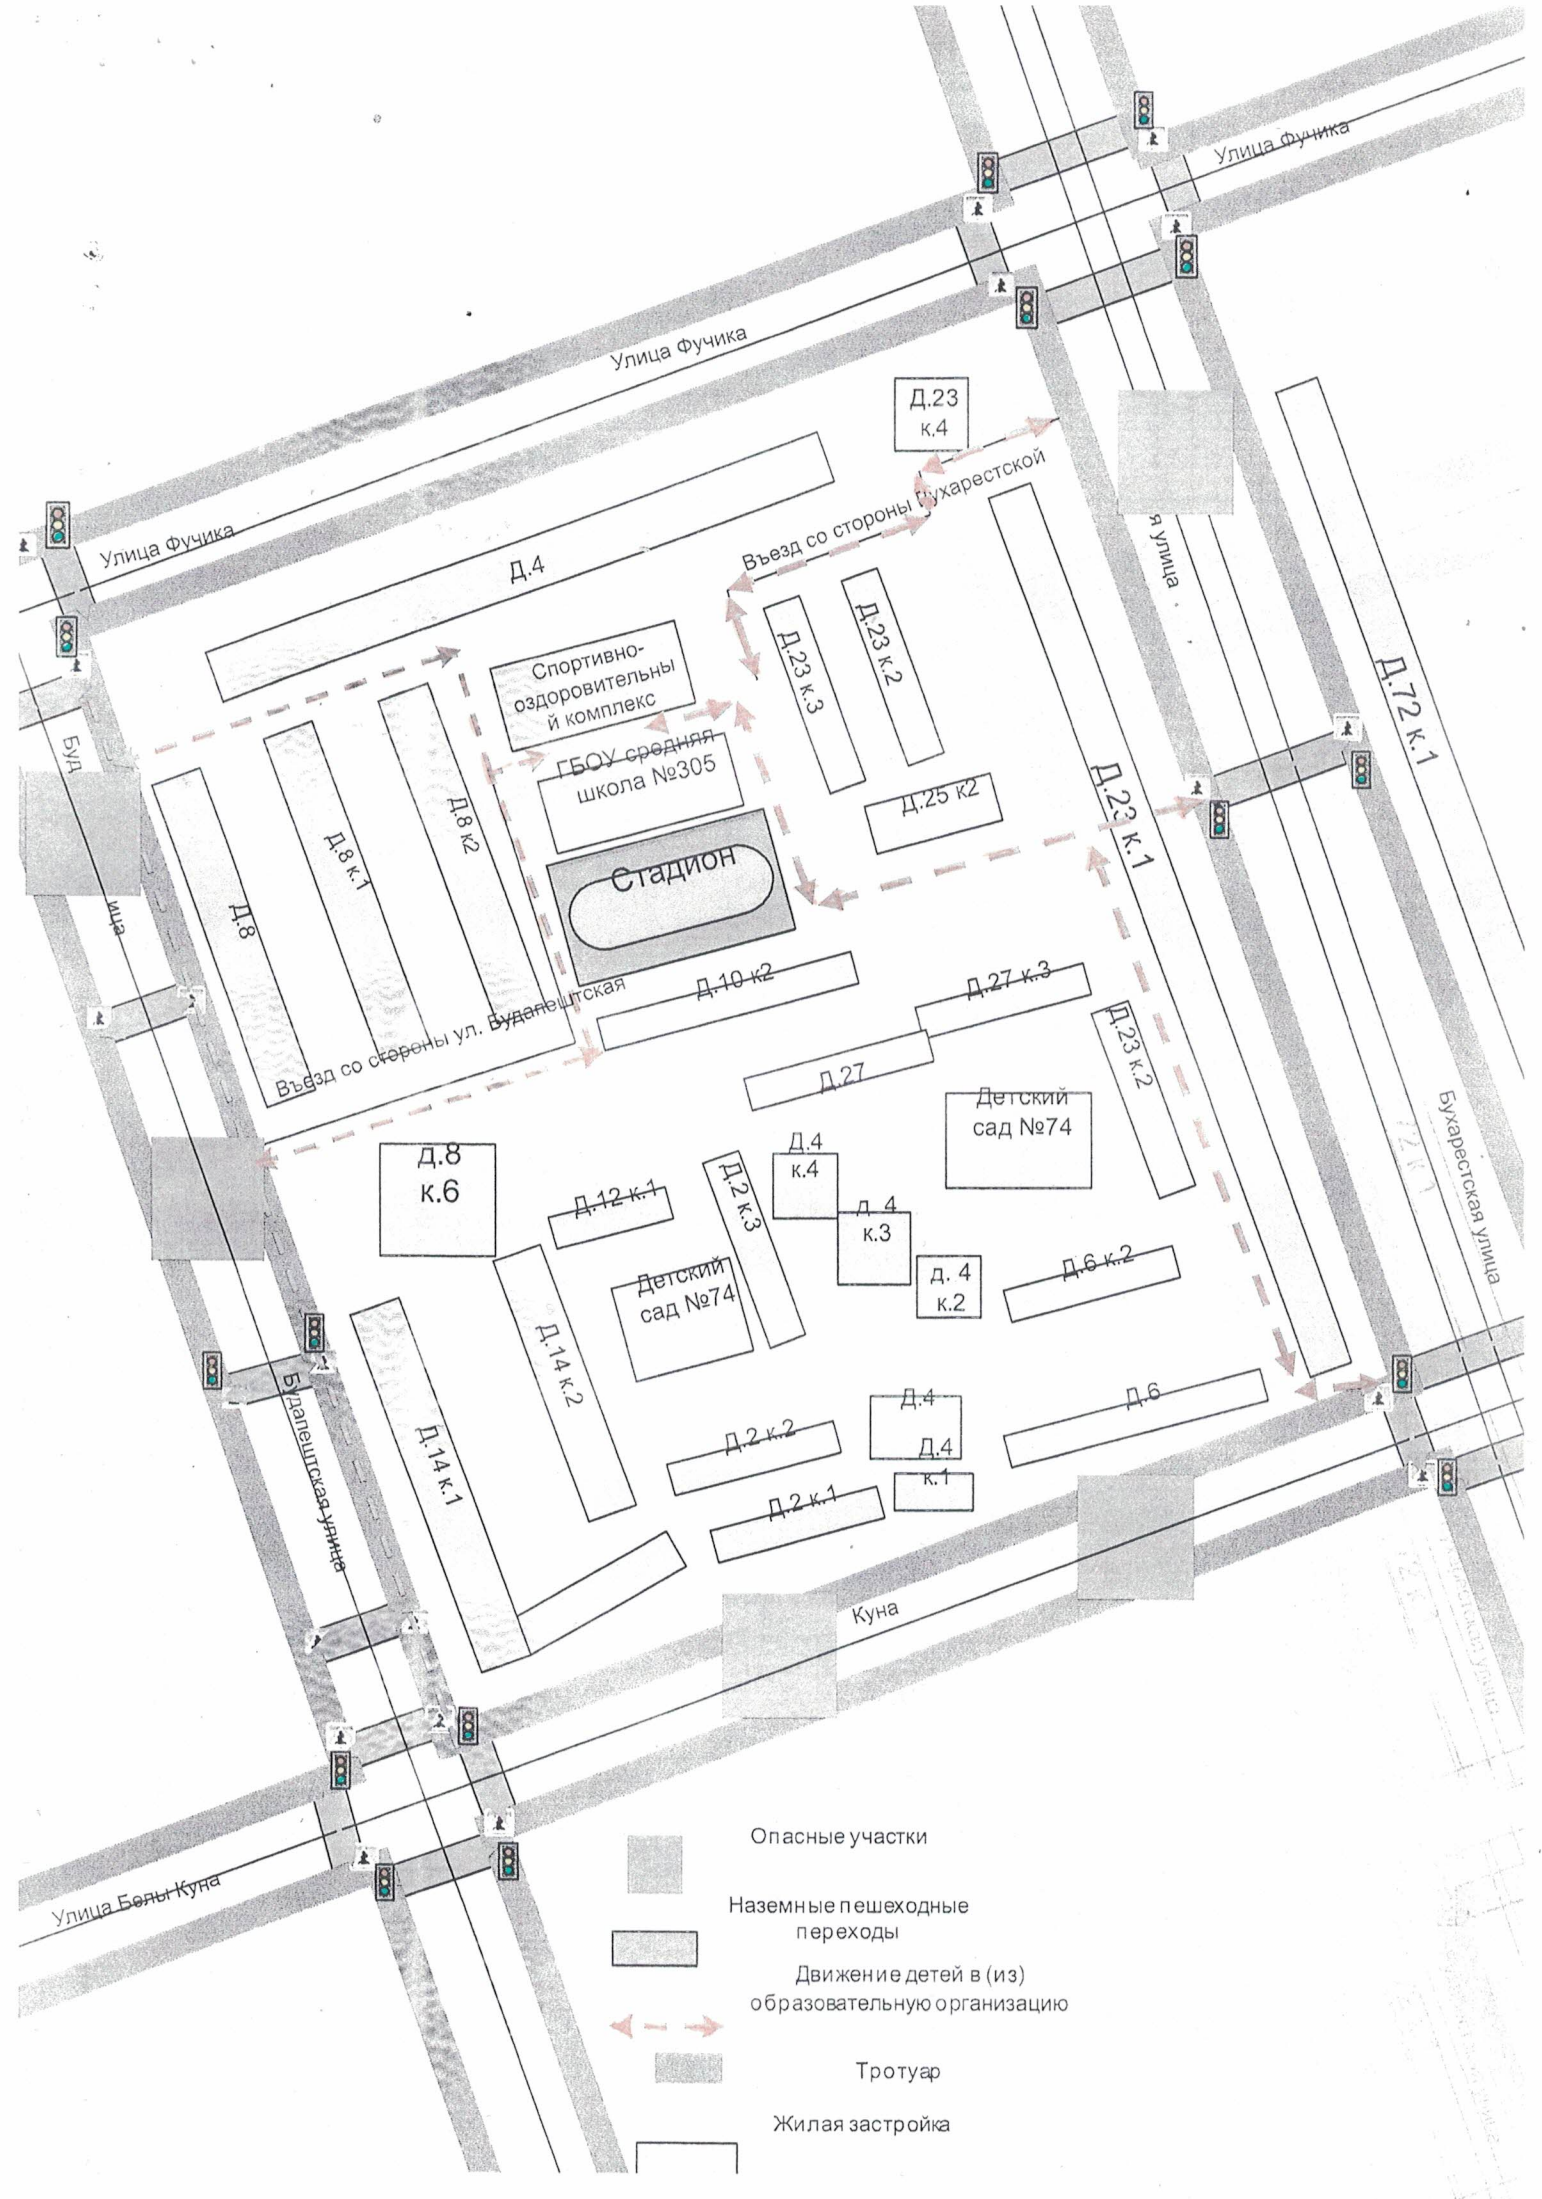 Улица Фучика
Улица Фучика
Улица Фучика
Д.23
к.4
Въезд со стороны Бухарестской
Д.4
я улица
Спортивно-
оздоровительны
й комплекс
ГБОУ средняя
школа №305
Стадион
Д.23 к.3
Д.23 к.2
Д.25 к2
Д.23 к.1
Д.72 к.1
Буд
ица
Д.8
Д.8 к.1
Д.8 к2
Въезд со стороны ул. Будапештская
Д.10 к2
Д.27 к.3
Д.27
Д.23 к.2
Детский
сад №74
Д.8
к.6
Д.12 к.1
Д.2 к.3
Д.4
к.4
д. 4
к.3
д. 4
к.2
Д.6 к.2
Детский
сад №74
Д.14 к.2
Д.14 к.1
Будапештская улица
Бухарестская улица
72 к 1
Д.2 к.2
Д.2 к.1
Д.4
Д.4
к.1
Д.6
Куна
Улица Белы Куна
Опасные участки
Наземные пешеходные
переходы
Движение детей в (из)
образовательную организацию
Тротуар
Жилая застройка